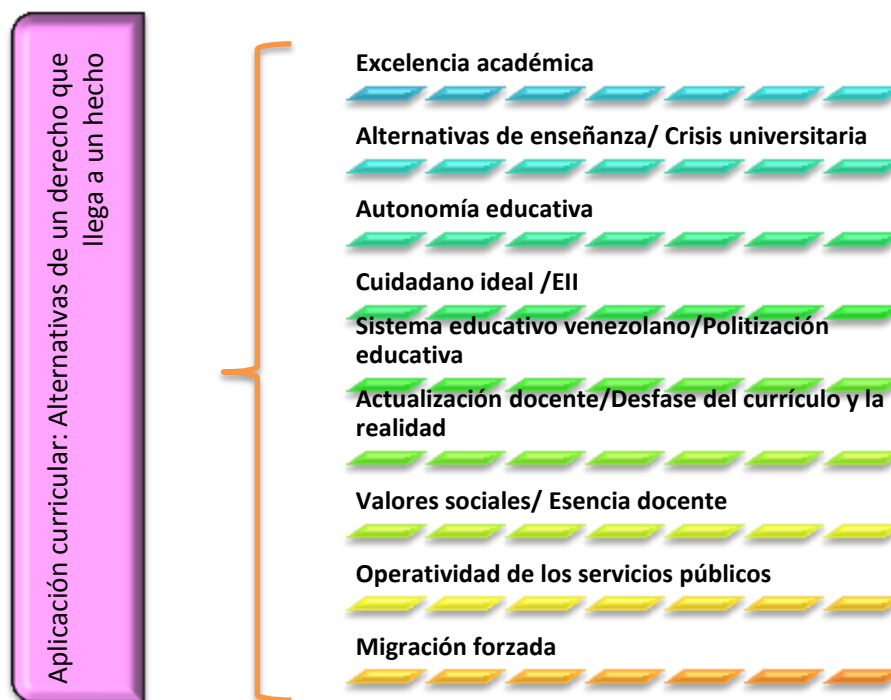 Aplicación curricular: Alternativas de un derecho que
llega a un hecho
Excelencia académica
Alternativas de enseñanza/ Crisis universitaria
Autonomía educativa
Cuidadano ideal /EII
Sistema educativo venezolano/Politización
educativa
Actualización docente/Desfase del currículo y la
realidad
Valores sociales/ Esencia docente
Operatividad de los servicios públicos
Migración forzada